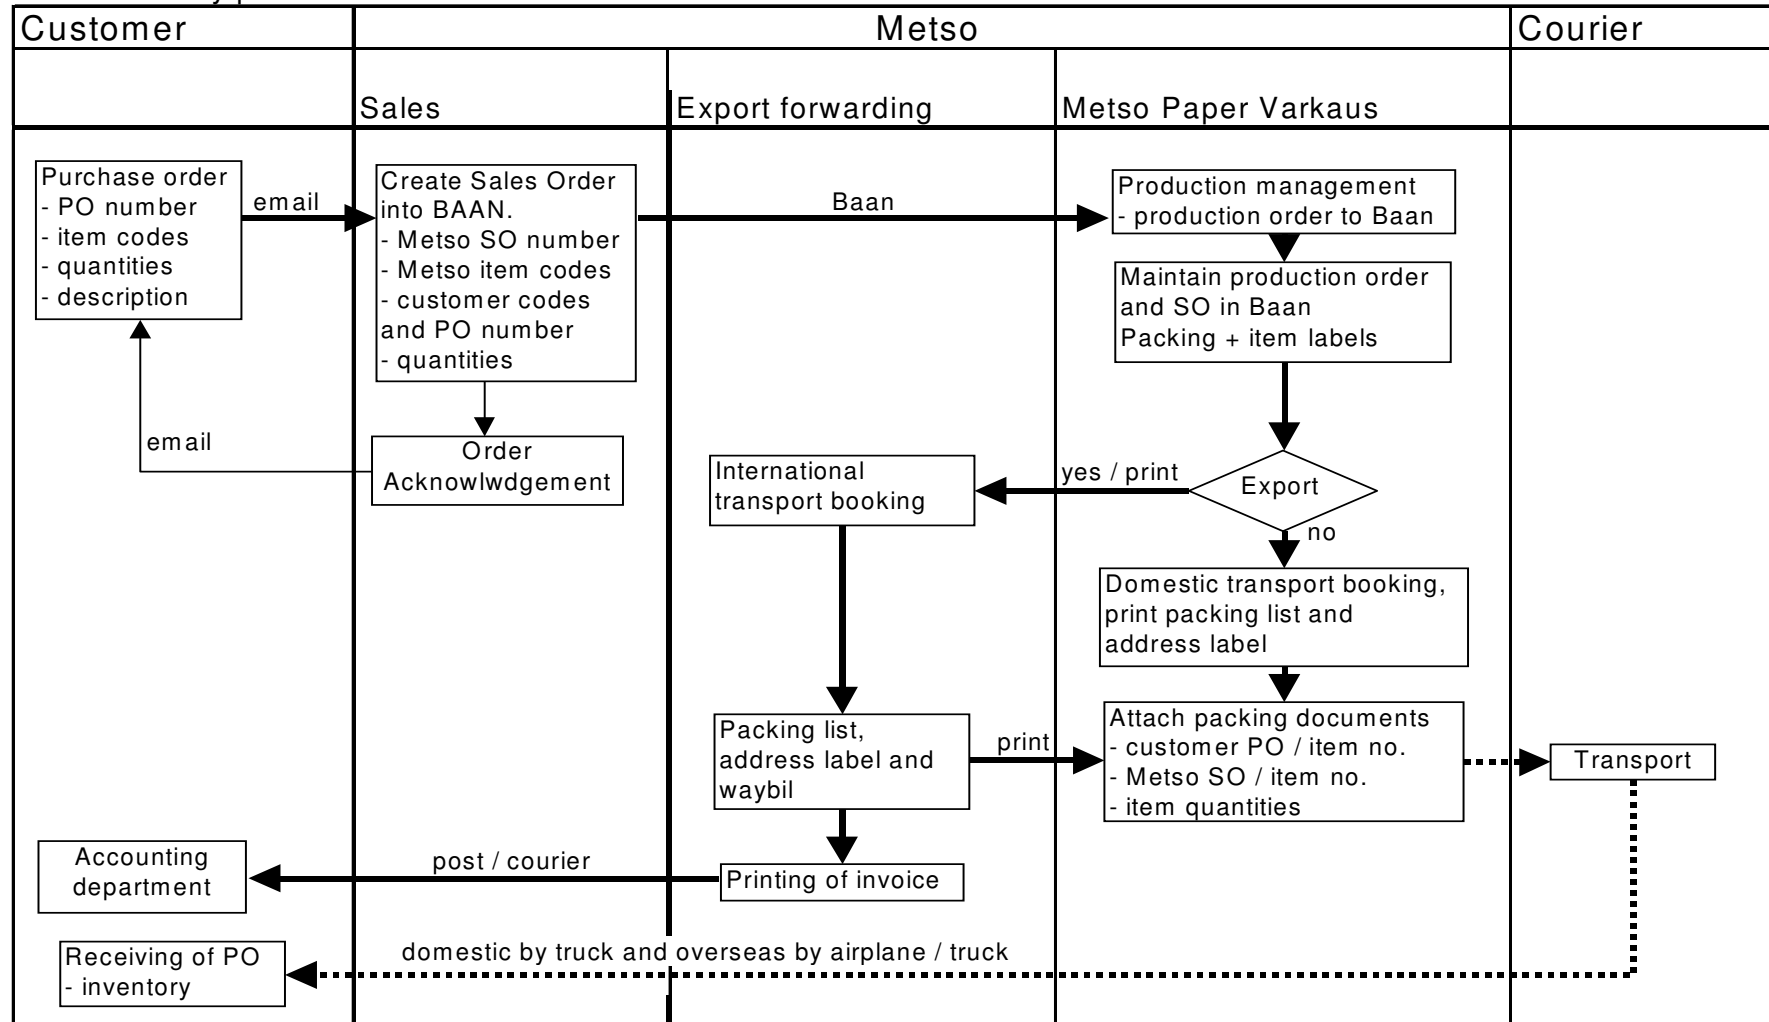 Customer
Metso
Courier
Sales
Export forwarding
Metso Paper Varkaus
Purchase order
- PO number
- item codes
- quantities
- description
email
Create Sales Order
into BAAN.
- Metso SO number
- Metso item codes
- customer codes
and PO number
- quantities
Baan
Production management
- production order to Baan
Maintain production order
and SO in Baan
Packing + item labels
email
Order
Acknowlwdgement
International
transport booking
yes / print
Export
no
Domestic transport booking,
print packing list and
address label
Packing list,
address label and
waybil
print
Attach packing documents
- customer PO / item no.
- Metso SO / item no.
- item quantities
Transport
Accounting
department
post / courier
Printing of invoice
Receiving of PO
- inventory
domestic by truck and overseas by airplane / truck